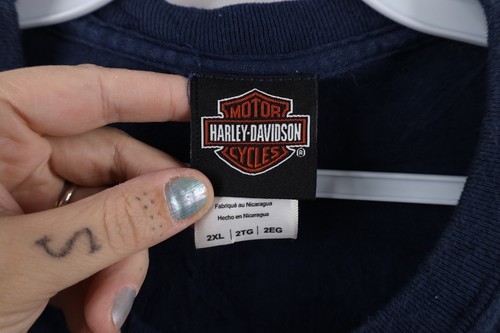 MOTOR
HARLEY-DAVIDSON
CYCLES
®
Fabriqué au Nicaragua
Hecho en Nicaragua
2XL | 2TG | 2EG
S